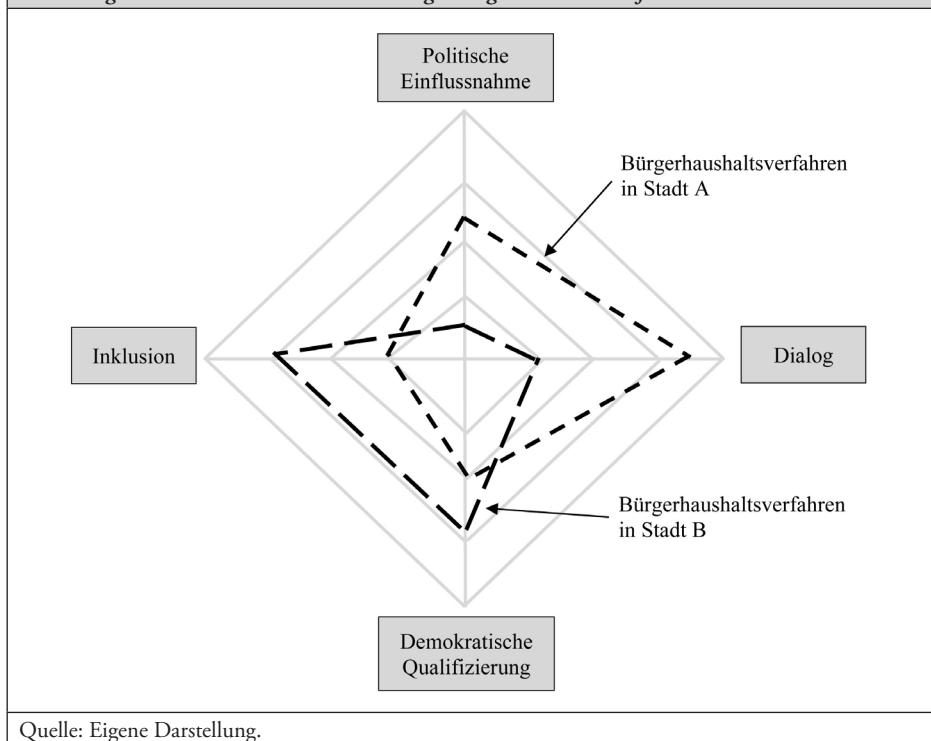 Politische
Einflussnahme
Bürgerhaushaltsverfahren
in Stadt A
Inklusion
Dialog
Bürgerhaushaltsverfahren
in Stadt B
Demokratische
Qualifizierung
Quelle: Eigene Darstellung.